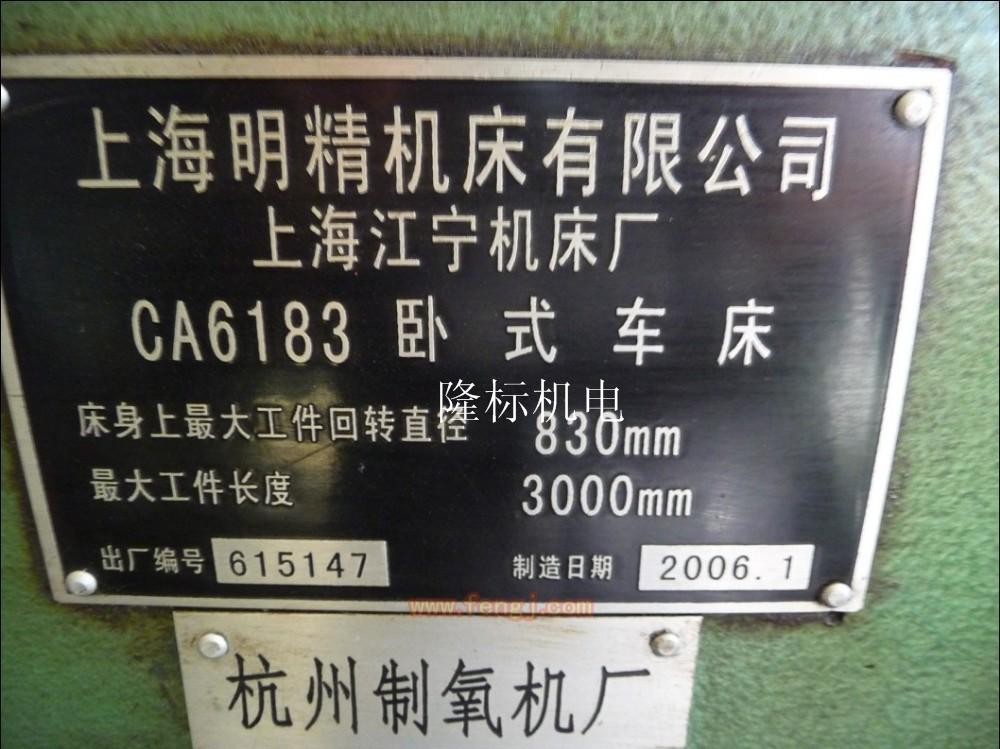 上海明精机床有限公司
上海江宁机床厂
CA6183 卧式车床
隆标机电
床身上最大工件回转直径 830mm
最大工件长度 3000mm
出厂编号 615147 制造日期 2006.1
www.fengj.com
杭州制氧机厂